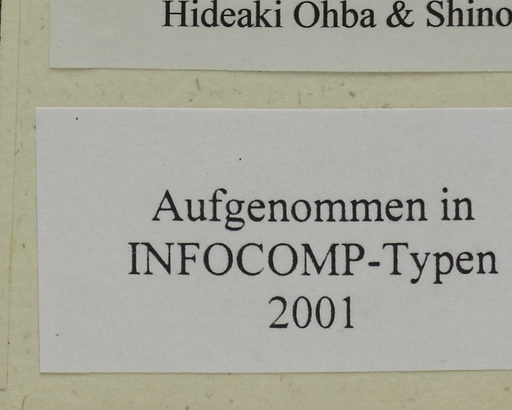 Hideaki Ohba & Shino
Aufgenommen in
INFOCOMP-Typen
2001